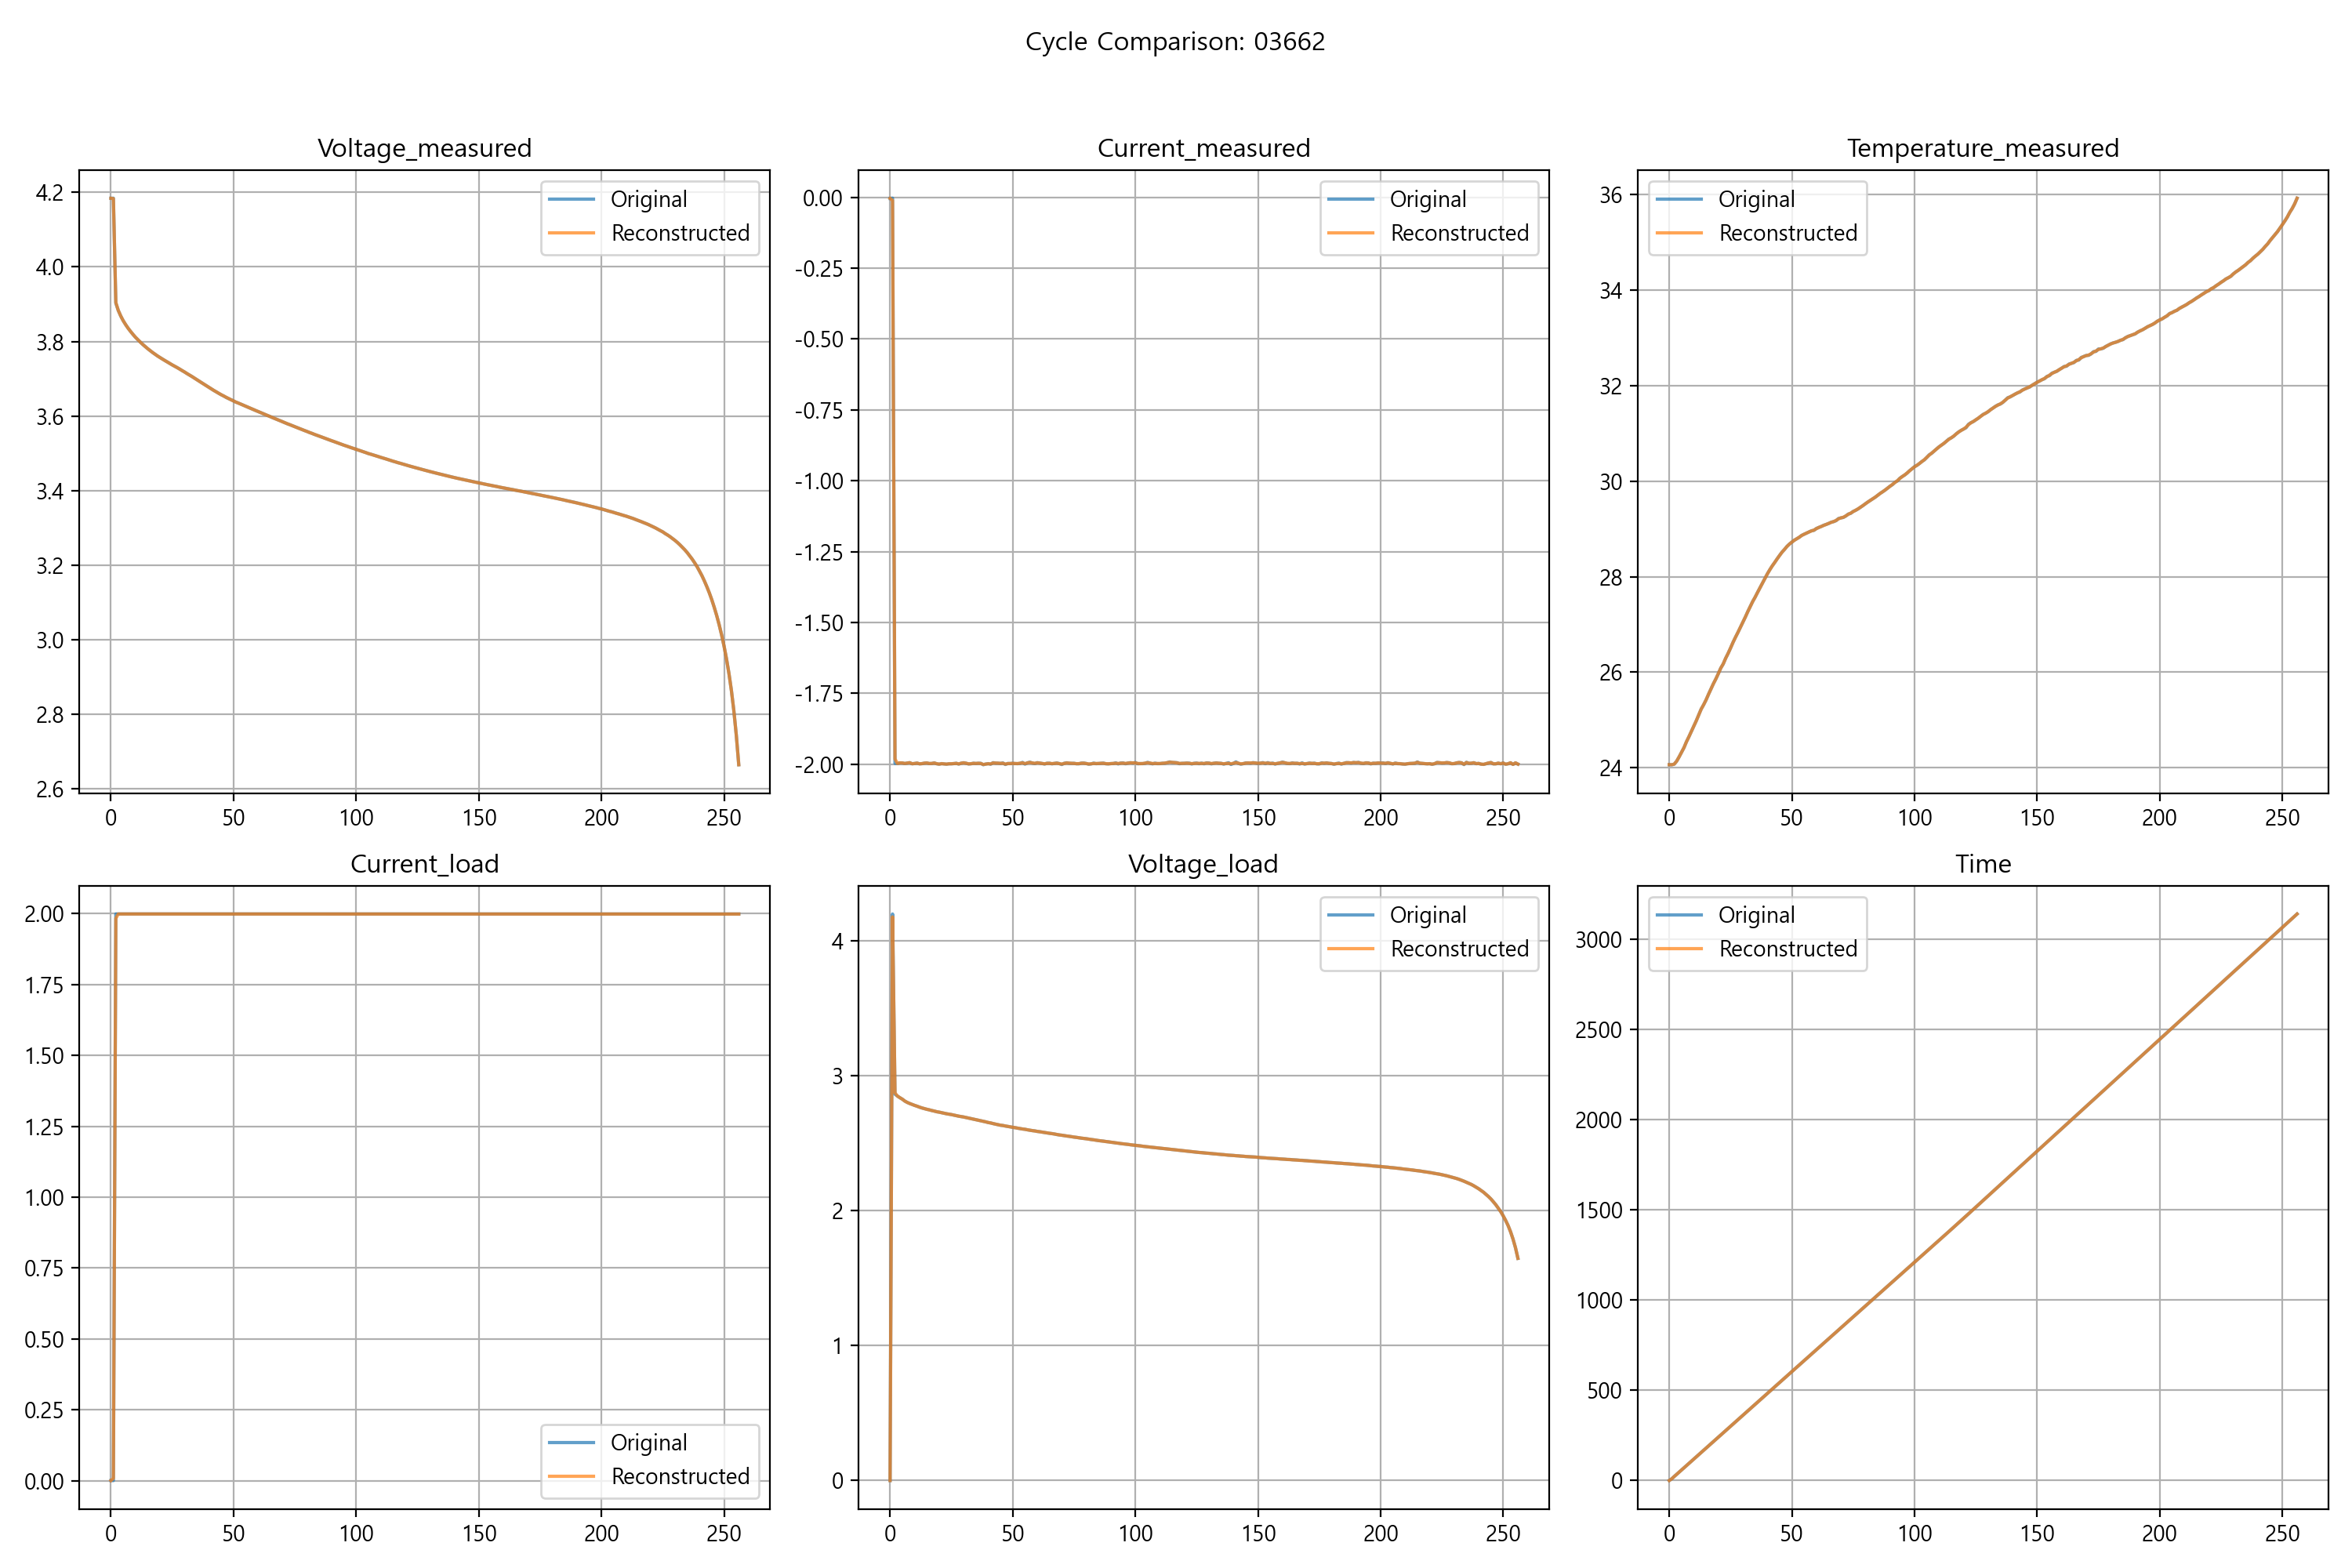 Cycle Comparison: 03662
Voltage_measured
4.2
4.0
3.8
3.6
3.4
3.2
3.0
2.8
2.6
0 50 100 150 200 250
Original
Reconstructed
Current_measured
0.00
-0.25
-0.50
-0.75
-1.00
-1.25
-1.50
-1.75
-2.00
0 50 100 150 200 250
Original
Reconstructed
Temperature_measured
36
34
32
30
28
26
24
0 50 100 150 200 250
Original
Reconstructed
Current_load
2.00
1.75
1.50
1.25
1.00
0.75
0.50
0.25
0.00
0 50 100 150 200 250
Original
Reconstructed
Voltage_load
4
3
2
1
0
0 50 100 150 200 250
Original
Reconstructed
Time
3000
2500
2000
1500
1000
500
0
0 50 100 150 200 250
Original
Reconstructed